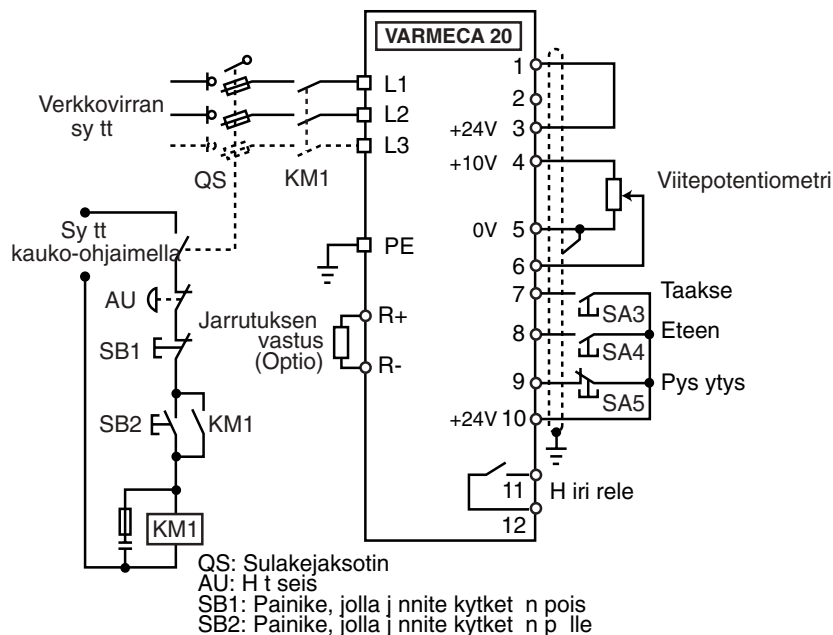 VARMECA 20
L1
L2
L3
Verkkovirran
sy tt
QS
KM1
1
2
+24V 3
+10V 4
0V 5
6
7
8
9
+24V 10
11
12
Viitepotentiometri
Sy tt
kauko-ohjaimella
PE
AU
SB1
SB2
KM1
KM1
Jarrutuksen
vastus
(Optio)
R+
R-
Taakse
SA3
Eteen
SA4
Pys ytys
SA5
H iri rele
QS: Sulakejaksotin
AU: H t seis
SB1: Painike, jolla j nnite kytket n pois
SB2: Painike, jolla j nnite kytket n p lle